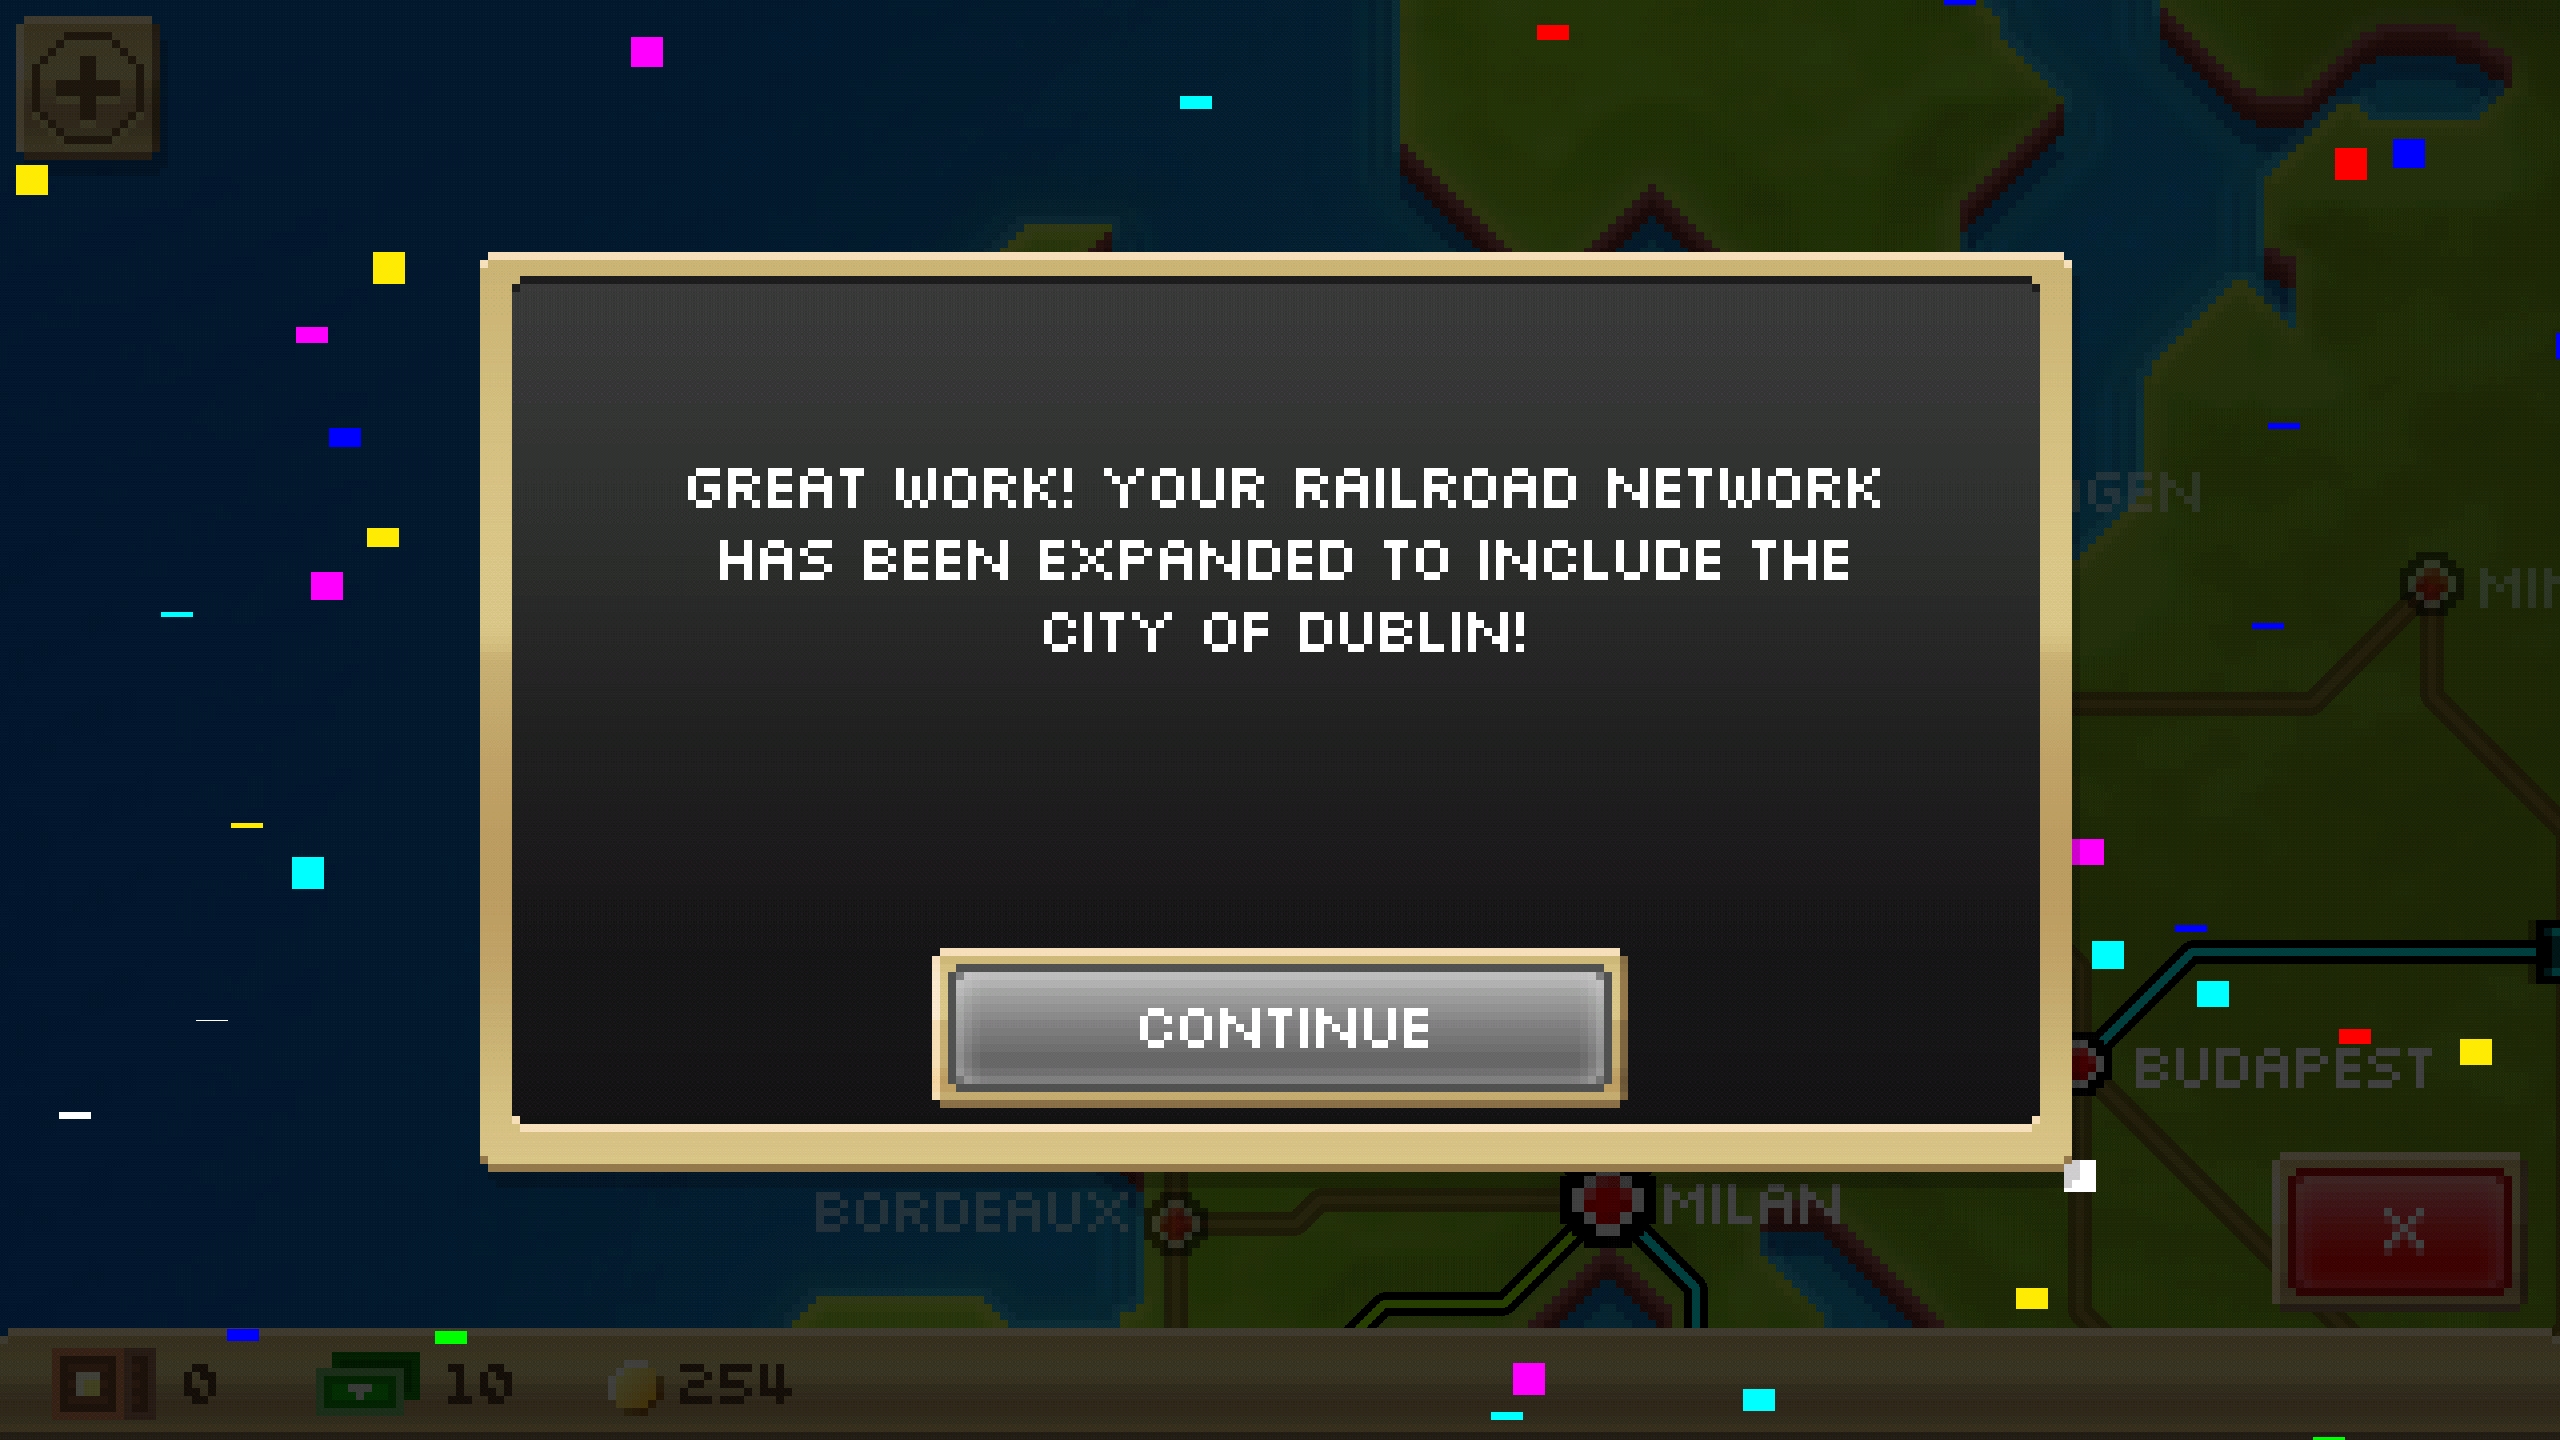 GREAT WORK! YOUR RAILROAD NETWORK
HAS BEEN EXPANDED TO INCLUDE THE
CITY OF DUBLIN!
CONTINUE
BUDAPEST
BORDEAUX
MILAN
X
0
10
254